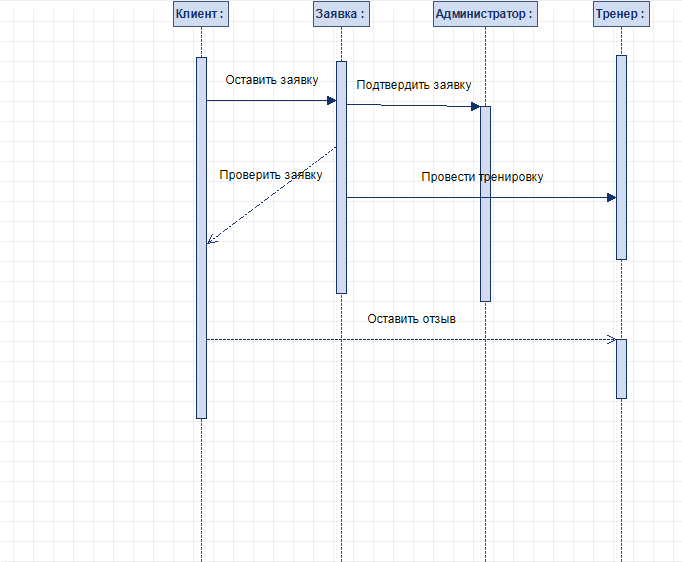 Клиент :
Заявка :
Администратор :
Тренер :
Оставить заявку
Подтвердить заявку
Проверить заявку
Провести тренировку
Оставить отзыв